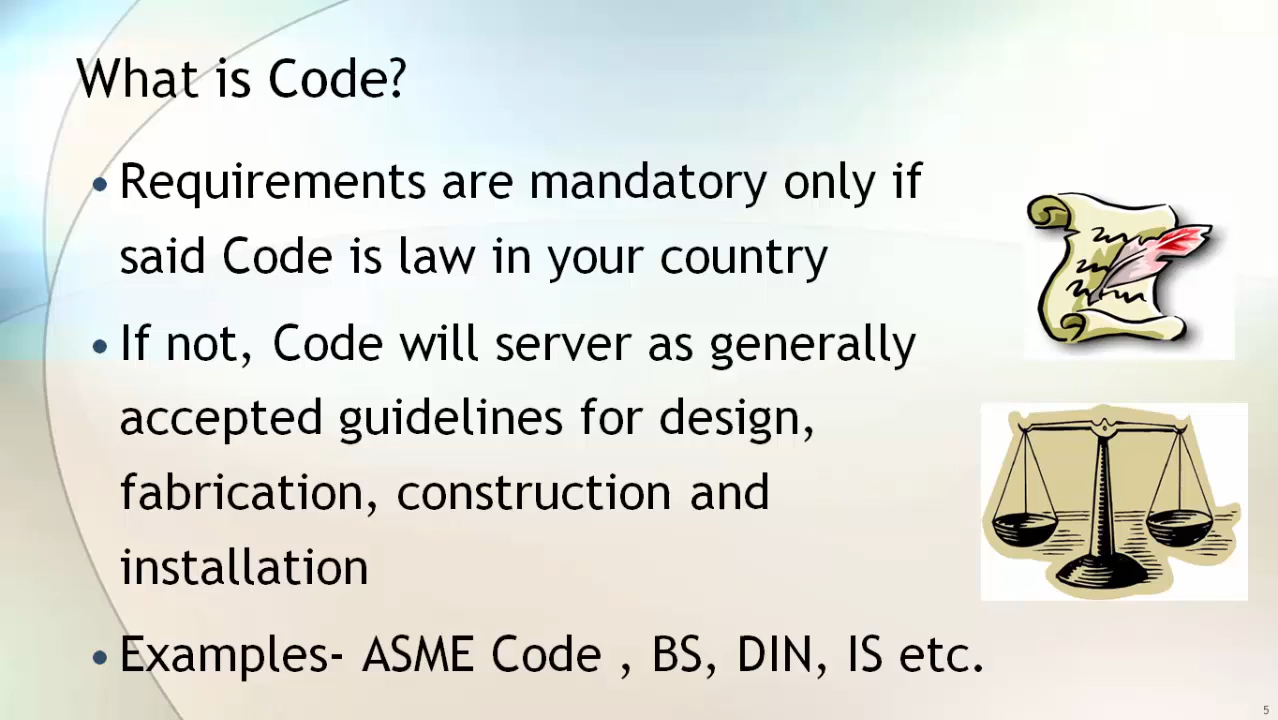 What is Code?
• Requirements are mandatory only if
said Code is law in your country
• If not, Code will server as generally
accepted guidelines for design,
fabrication, construction and
installation
• Examples- ASME Code , BS, DIN, IS etc.
5